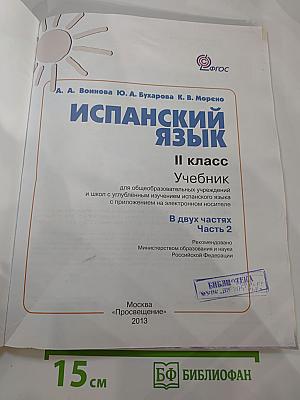 ФГОС
А. А. Воинова Ю. А. Бухарова К. В. Морено
ИСПАНСКИЙ
ЯЗЫК
II класс
Учебник
для общеобразовательных учреждений
и школ с углублённым изучением испанского языка
с приложением на электронном носителе
В двух частях
Часть 2
Рекомендовано
Министерством образования и науки
Российской Федерации
БИБЛИОТЕКА
Москва
«Просвещение»
2013
15 см
БФ БИБЛИОФАН